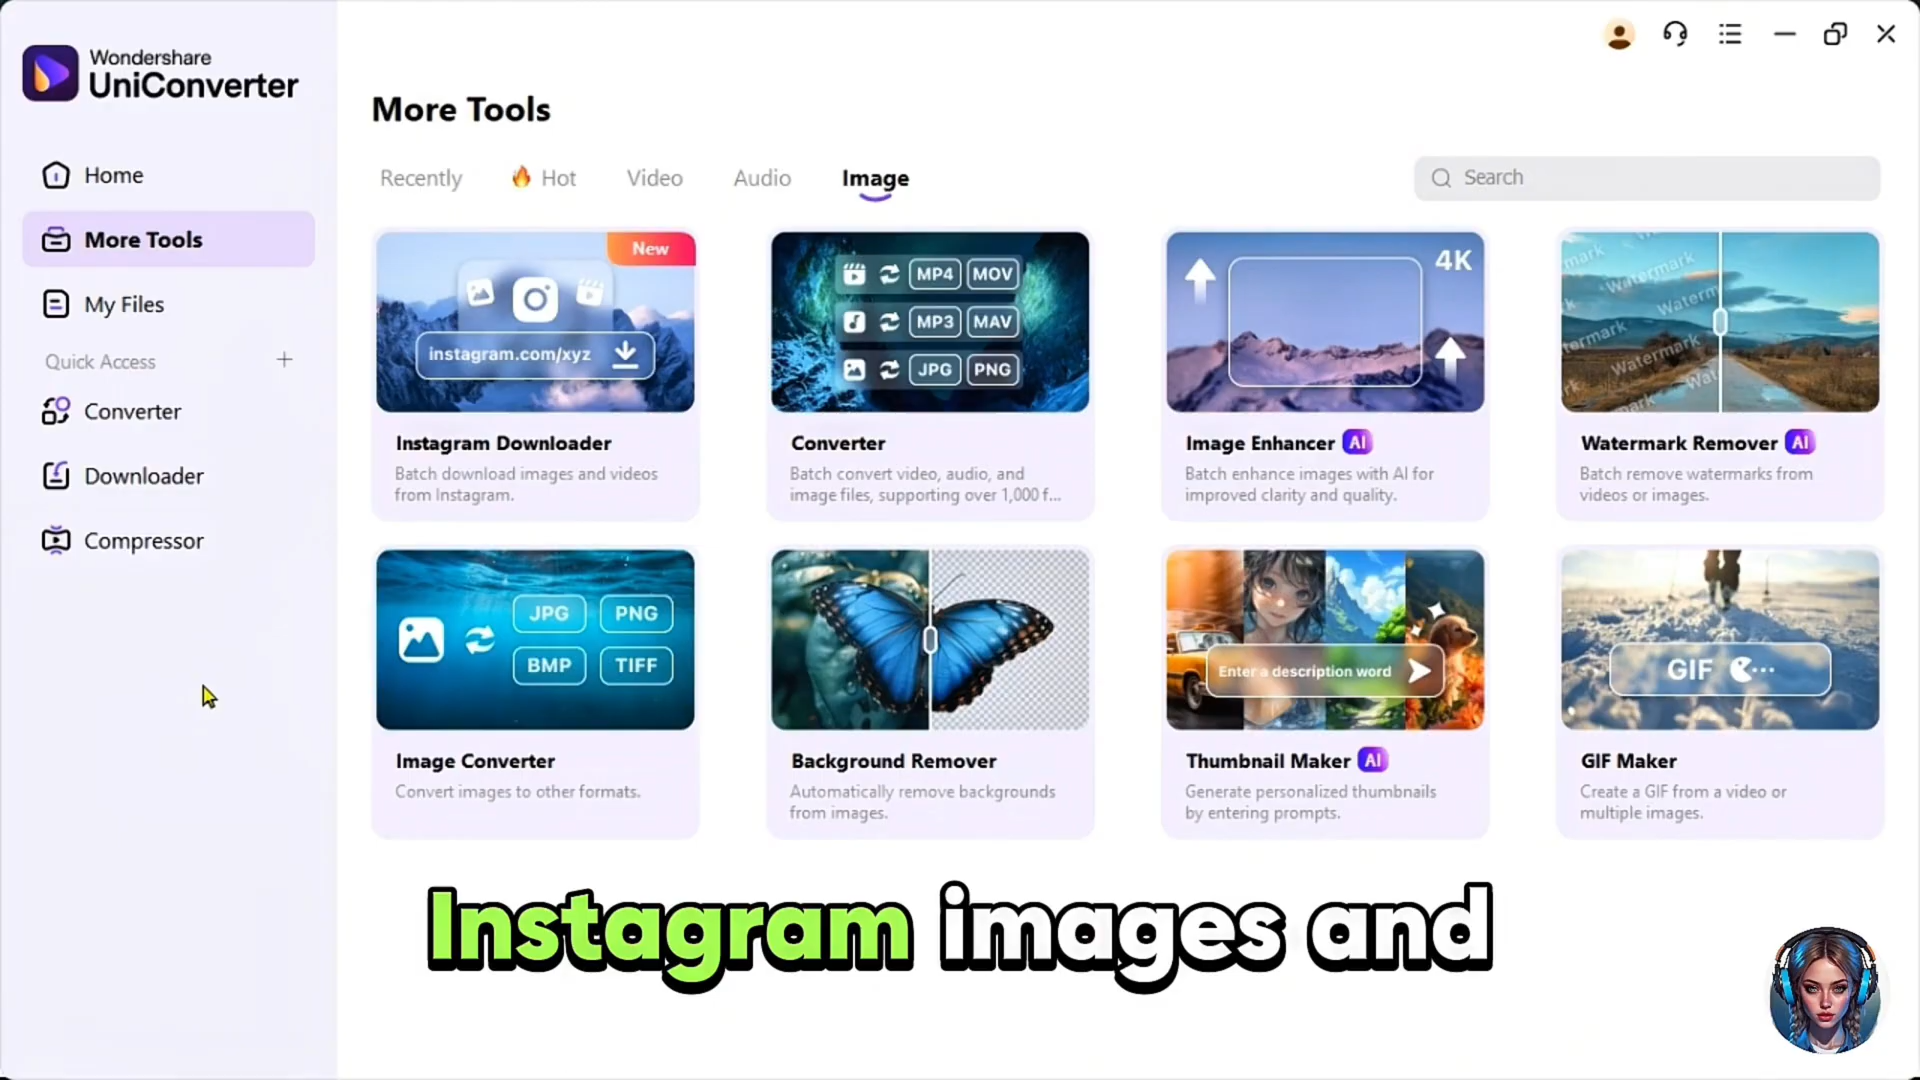 Wondershare
UniConverter
Home
More Tools
My Files
Quick Access
Converter
Downloader
Compressor
More Tools
Recently
Hot
Video
Audio
Image
Search
New
instagram.com/xyz
Instagram Downloader
Batch download images and videos
from Instagram.
MP4 MOV
MP3 MAV
JPG PNG
Converter
Batch convert video, audio, and
image files, supporting over 1,000 f...
4K
Image Enhancer AI
Batch enhance images with AI for
improved clarity and quality.
Watermark
Watermark
Watermark Remover AI
Batch remove watermarks from
videos or images.
JPG PNG
BMP TIFF
Image Converter
Convert images to other formats.
Background Remover
Automatically remove backgrounds
from images.
Enter a description word
Thumbnail Maker AI
Generate personalized thumbnails
by entering prompts.
GIF
GIF Maker
Create a GIF from a video or
multiple images.
Instagram images and